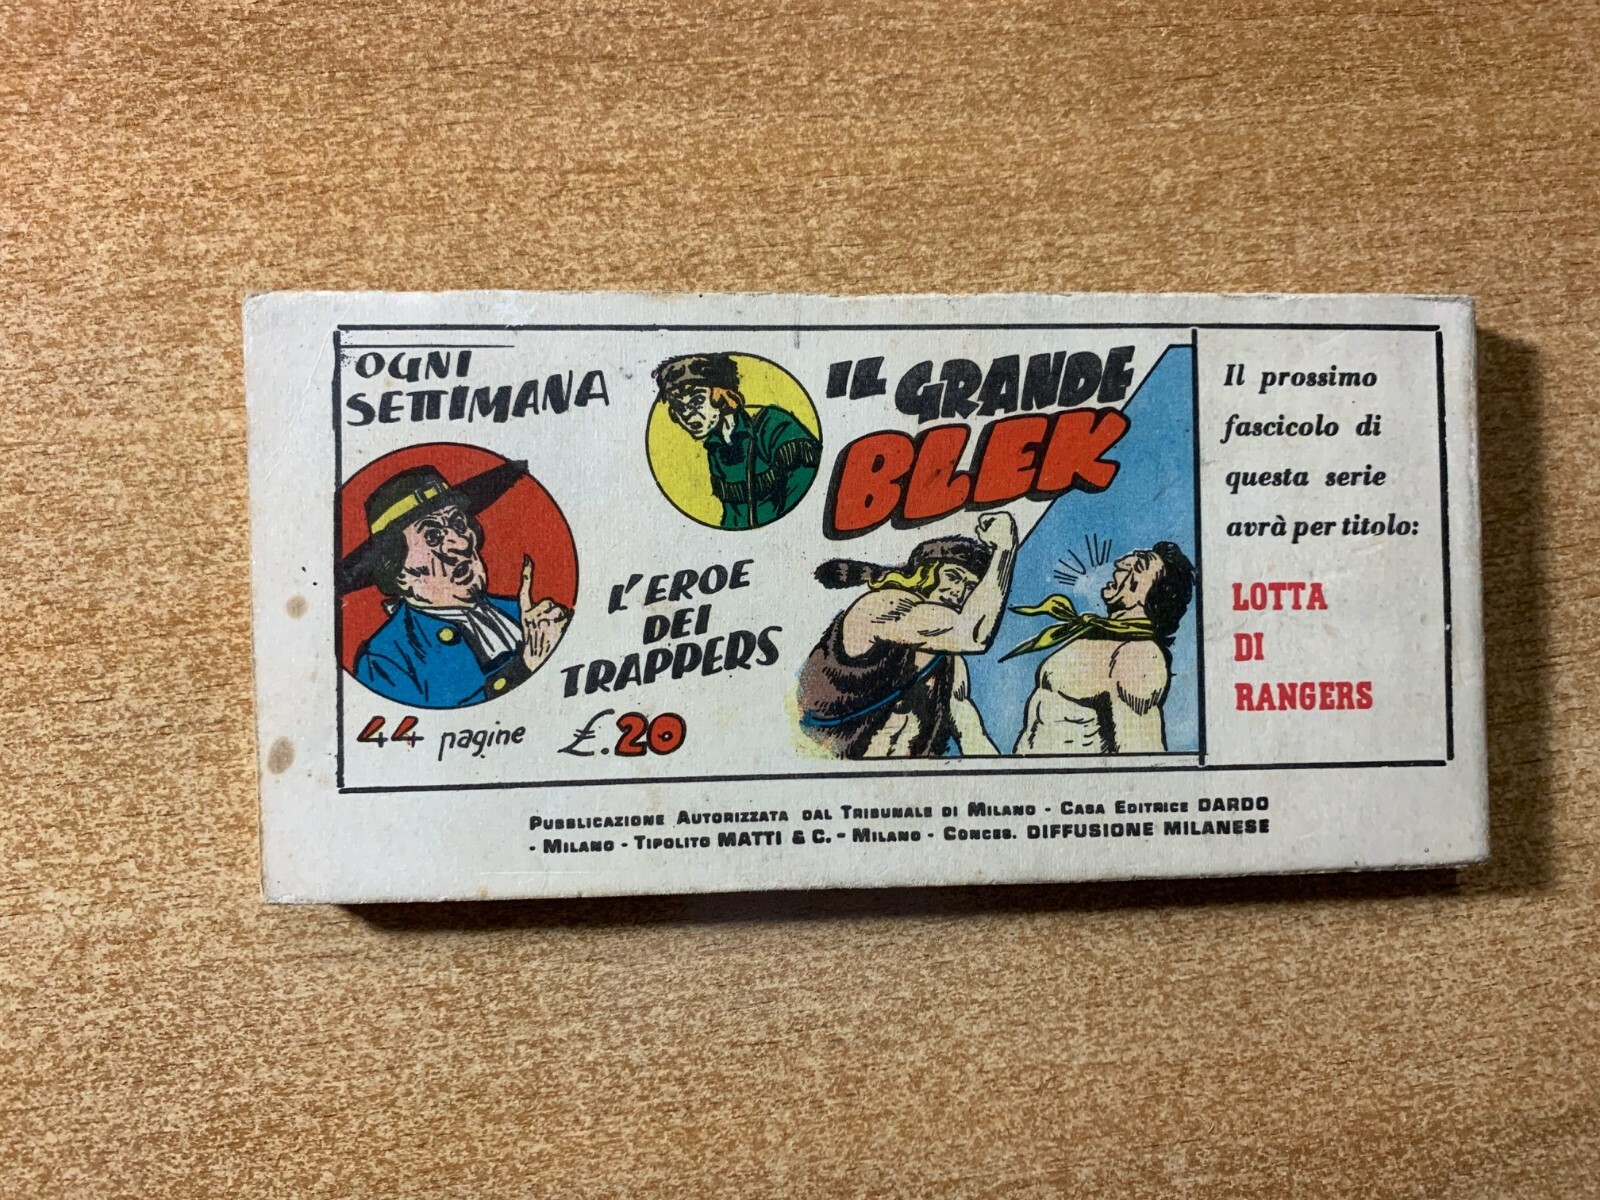 OGNI
SETTIMANA
IL GRANDE
BLEK
L'EROE
DEI
TRAPPERS
44 pagine £.20
Il prossimo
fascicolo di
questa serie
avrà per titolo:
LOTTA
DI
RANGERS
Pubblicazione Autorizzata dal Tribunale di Milano - Casa Editrice DARDO
- Milano - Tipolito MATTI & C. - Milano - Conces. DIFFUSIONE MILANESE